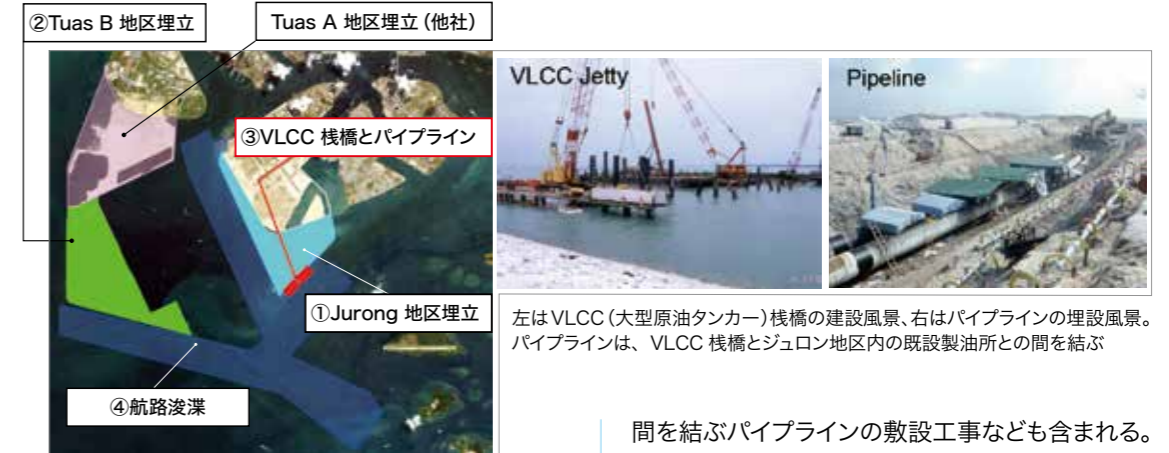 ②Tuas B 地区埋立
Tuas A 地区埋立(他社)
③VLCC 桟橋とパイプライン
①Jurong 地区埋立
④航路浚渫
VLCC Jetty
Pipeline
左はVLCC(大型原油タンカー)桟橋の建設風景、右はパイプラインの埋設風景。
パイプラインは、VLCC 桟橋とジュロン地区内の既設製油所との間を結ぶ
間を結ぶパイプラインの敷設工事なども含まれる。